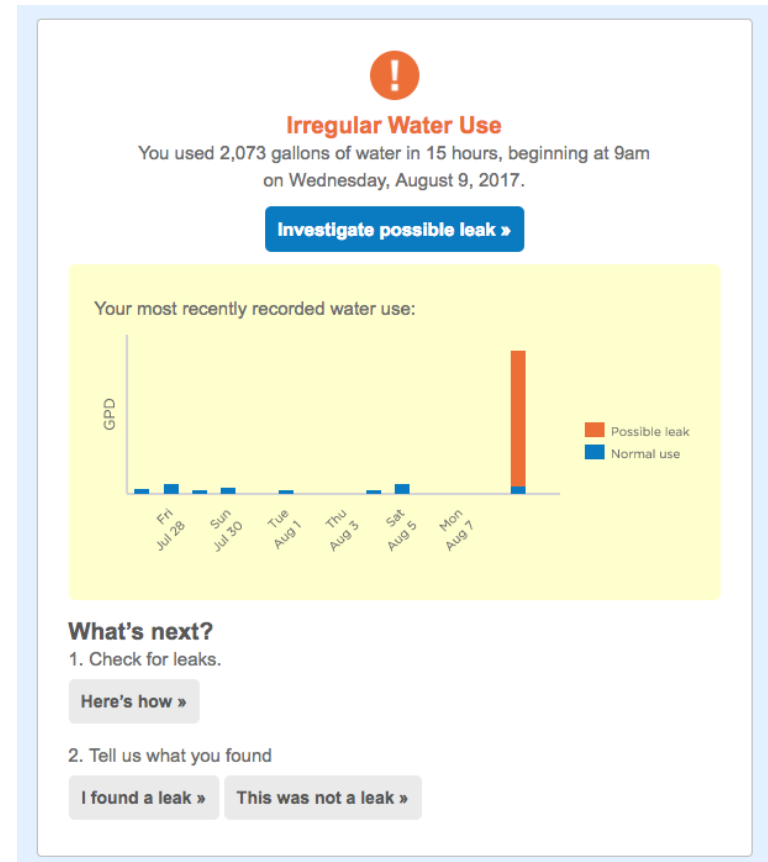 !
Irregular Water Use
You used 2,073 gallons of water in 15 hours, beginning at 9am
on Wednesday, August 9, 2017.
Investigate possible leak »
Your most recently recorded water use:
GPD
Possible leak
Normal use
Fri
Jul 28
Sun
Jul 30
Tue
Aug 1
Thu
Aug 3
Sat
Aug 5
Mon
Aug 7
What's next?
1. Check for leaks.
Here's how »
2. Tell us what you found
I found a leak »
This was not a leak »